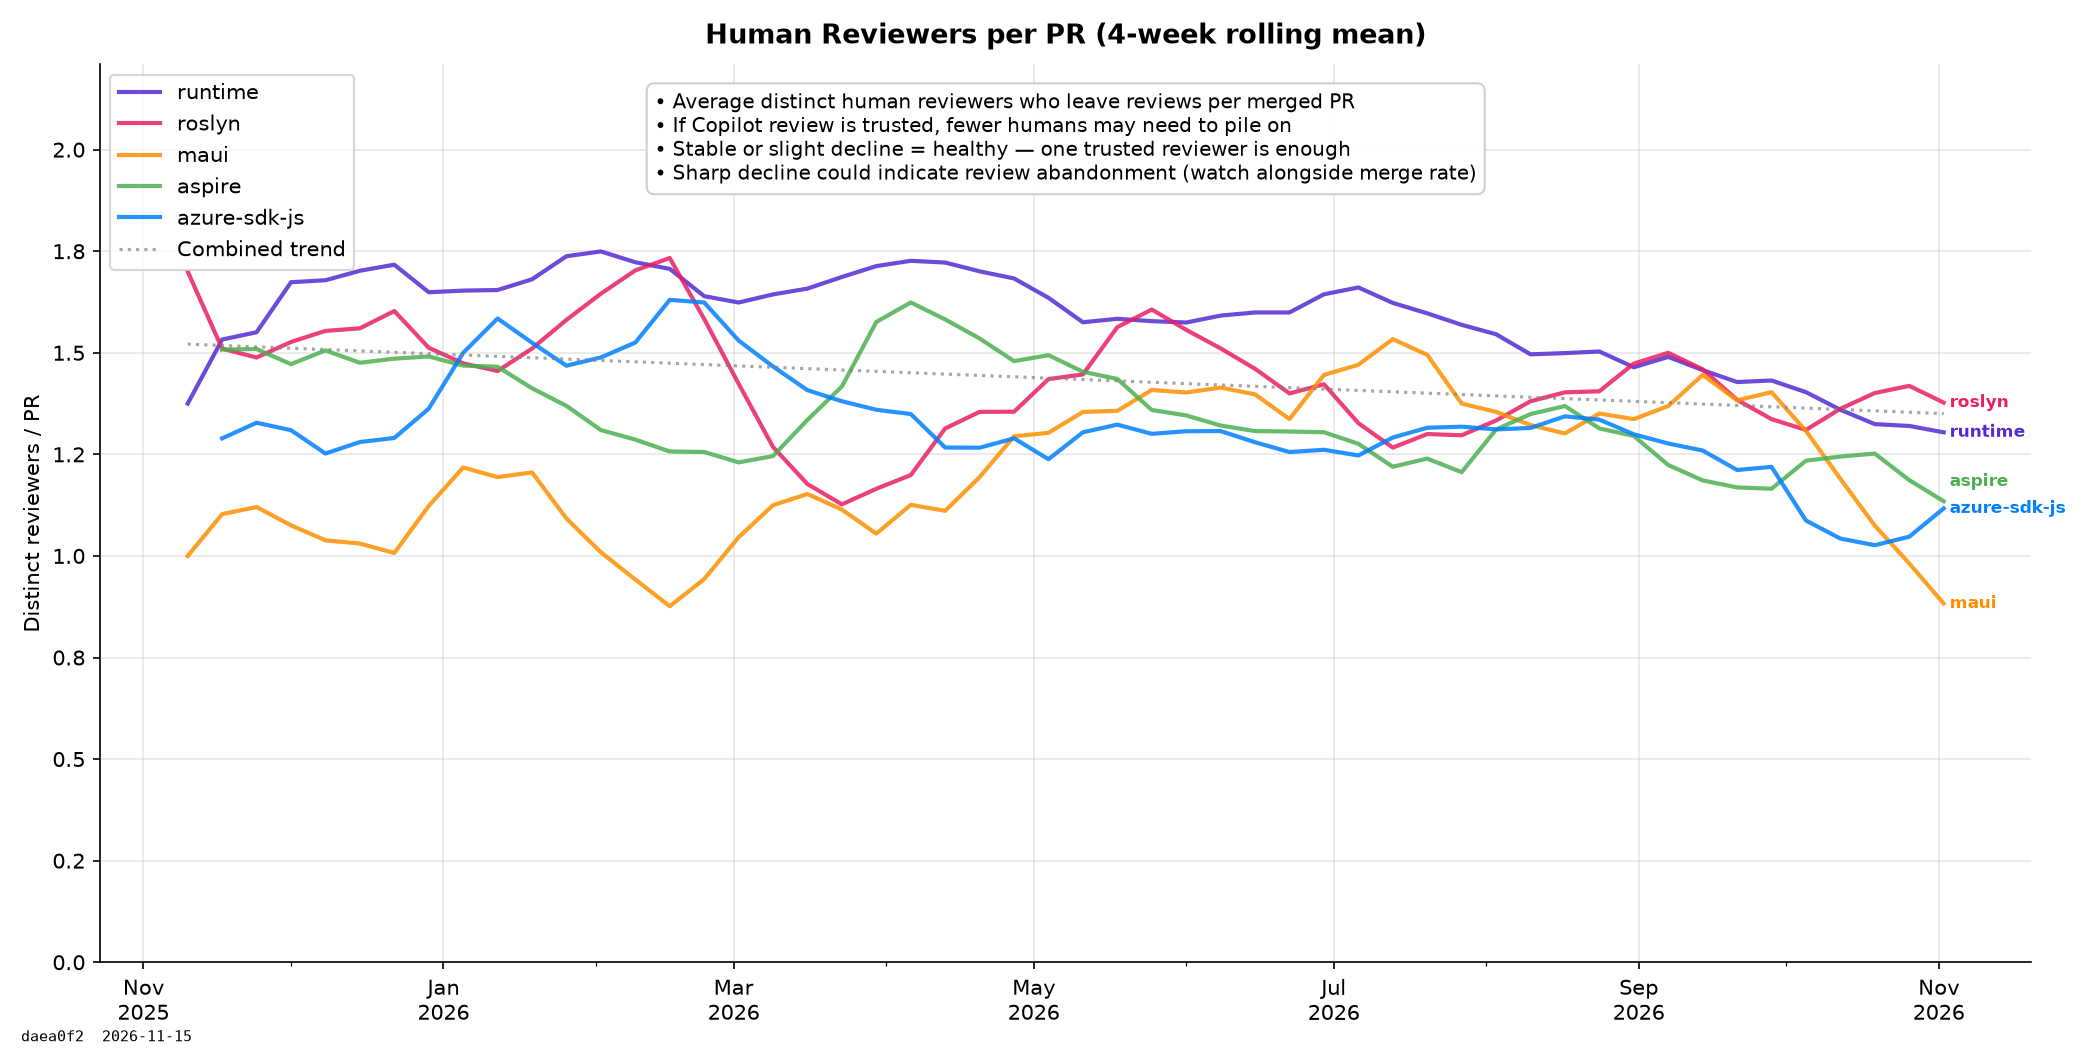 Human Reviewers per PR (4-week rolling mean)
runtime
roslyn
maui
aspire
azure-sdk-js
Combined trend
• Average distinct human reviewers who leave reviews per merged PR
• If Copilot review is trusted, fewer humans may need to pile on
• Stable or slight decline = healthy — one trusted reviewer is enough
• Sharp decline could indicate review abandonment (watch alongside merge rate)
Distinct reviewers / PR
2.0
1.8
1.5
1.2
1.0
0.8
0.5
0.2
0.0
roslyn
runtime
aspire
azure-sdk-js
maui
Nov
2025
Jan
2026
Mar
2026
May
2026
Jul
2026
Sep
2026
Nov
2026
daea0f2  2026-11-15